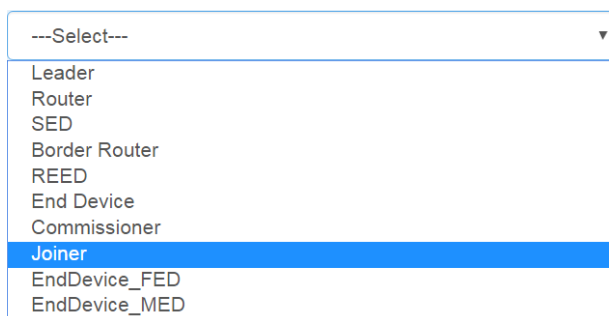 ---Select---
Leader
Router
SED
Border Router
REED
End Device
Commissioner
Joiner
EndDevice_FED
EndDevice_MED